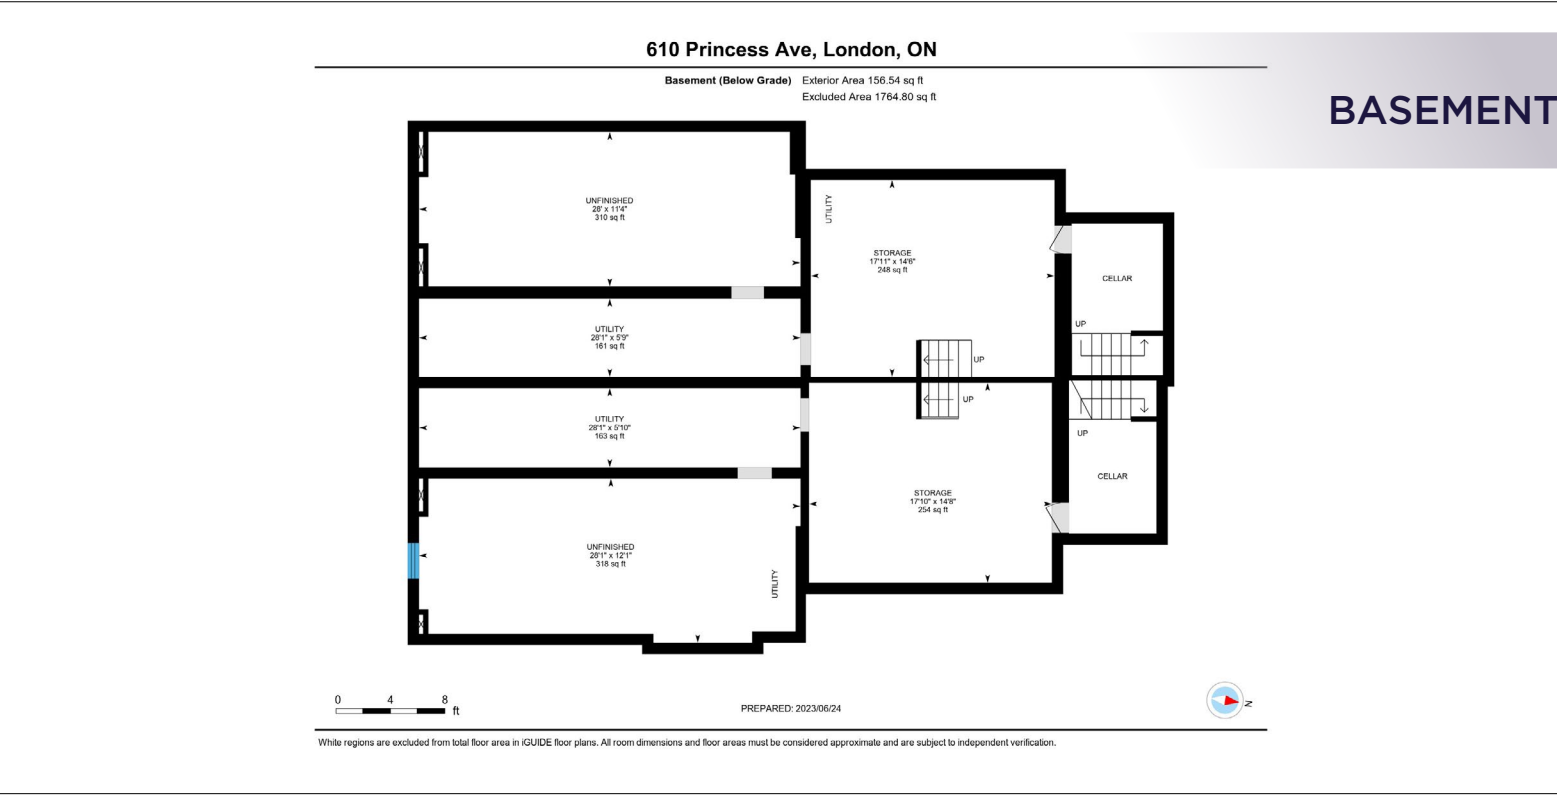 610 Princess Ave, London, ON
Basement (Below Grade) Exterior Area 156.54 sq ft
Excluded Area 1764.80 sq ft
BASEMENT
UNFINISHED
28' x 11'4"
310 sq ft
UTILITY
STORAGE
17'11" x 14'6"
248 sq ft
CELLAR
UP
UTILITY
28'1" x 5'9"
161 sq ft
UP
UP
UTILITY
28'1" x 5'10"
163 sq ft
UP
CELLAR
STORAGE
17'10" x 14'8"
254 sq ft
UNFINISHED
28'1" x 12'1"
318 sq ft
UTILITY
0 4 8
ft
PREPARED: 2023/06/24
N
White regions are excluded from total floor area in iGUIDE floor plans. All room dimensions and floor areas must be considered approximate and are subject to independent verification.